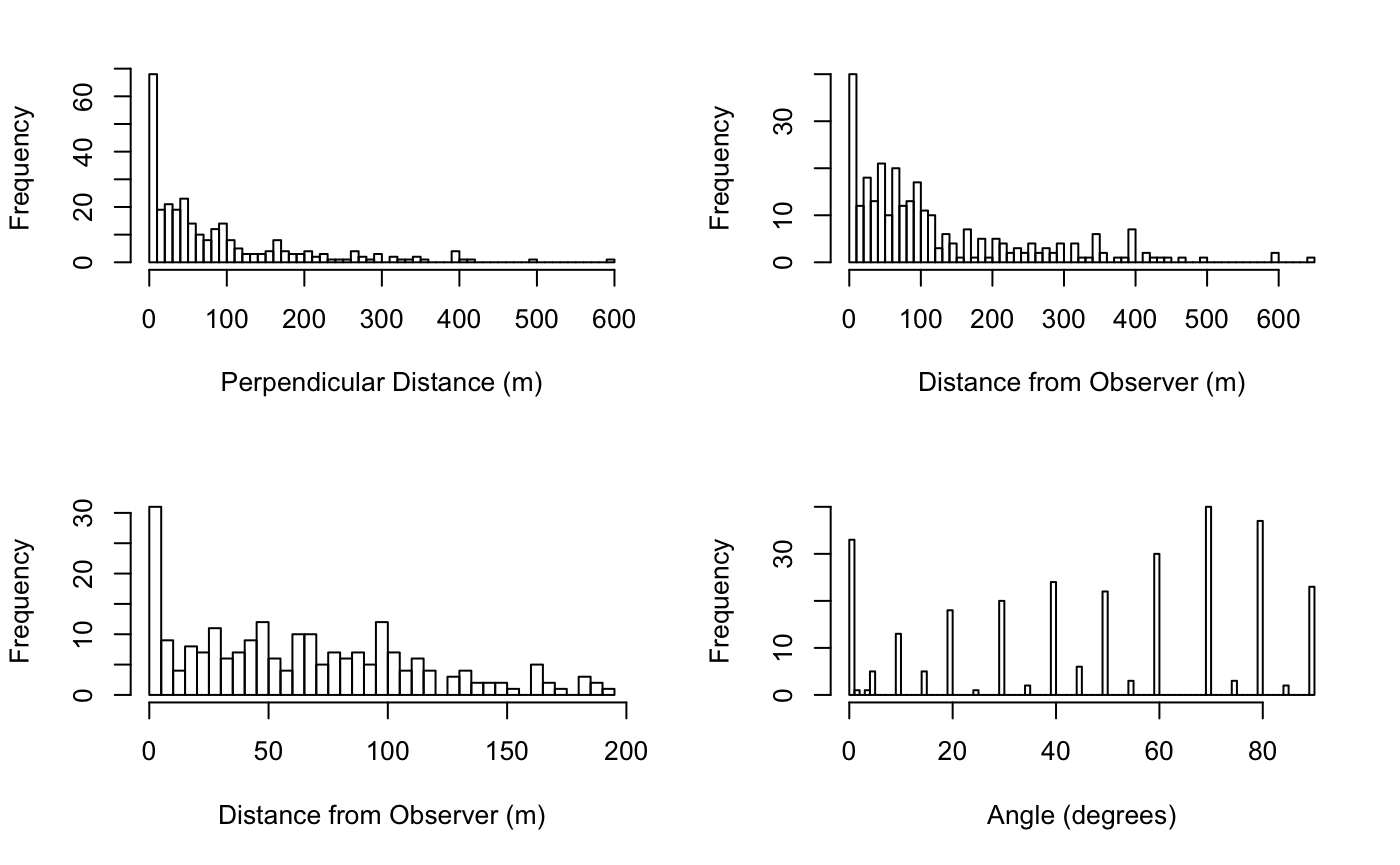 Frequency
0 20 40 60
0 100 200 300 400 500 600
Perpendicular Distance (m)
Frequency
0 10 30
0 100 200 300 400 500 600
Distance from Observer (m)
Frequency
0 10 20 30
0 50 100 150 200
Distance from Observer (m)
Frequency
0 10 30
0 20 40 60 80
Angle (degrees)